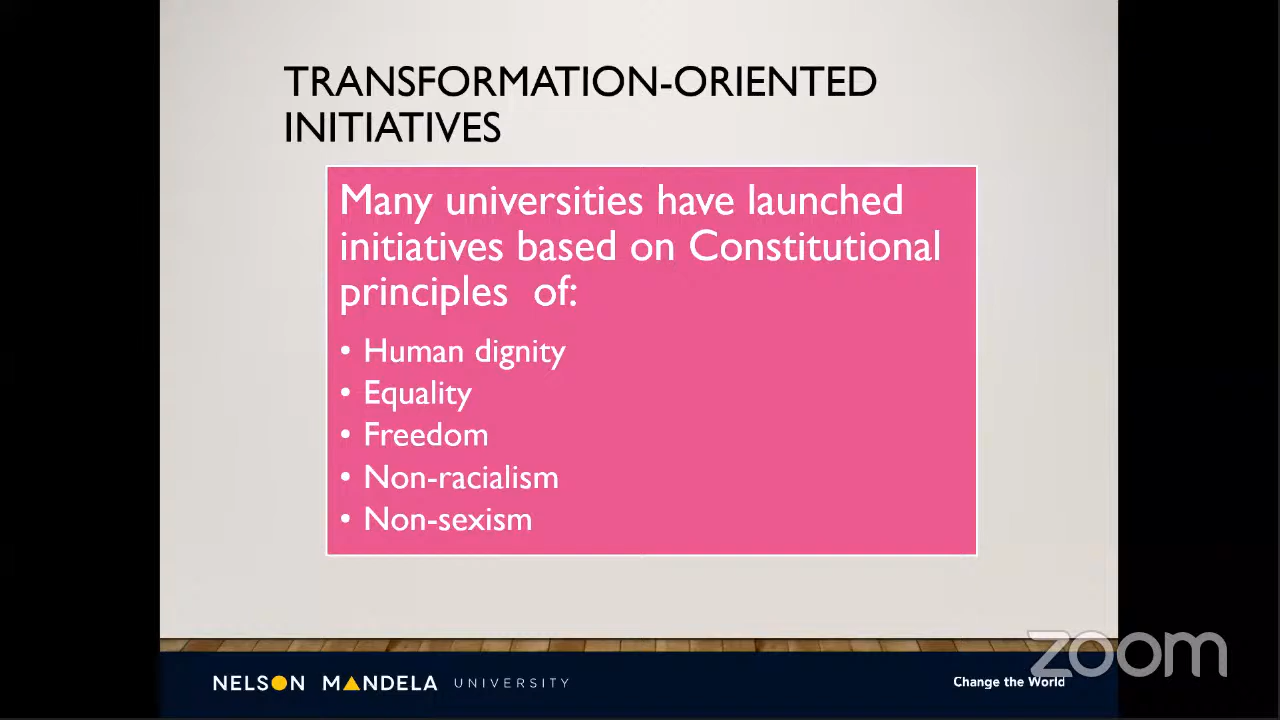 TRANSFORMATION-ORIENTED
INITIATIVES
Many universities have launched
initiatives based on Constitutional
principles of:
• Human dignity
• Equality
• Freedom
• Non-racialism
• Non-sexism
zoom
NELSON MANDELA UNIVERSITY
Change the World